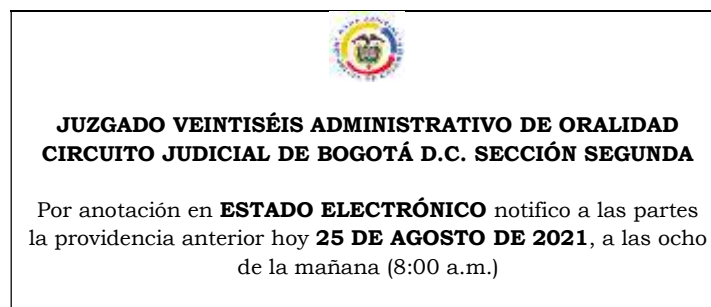 JUZGADO VEINTISÉIS ADMINISTRATIVO DE ORALIDAD
CIRCUITO JUDICIAL DE BOGOTÁ D.C. SECCIÓN SEGUNDA
Por anotación en ESTADO ELECTRÓNICO notifico a las partes
la providencia anterior hoy 25 DE AGOSTO DE 2021, a las ocho
de la mañana (8:00 a.m.)